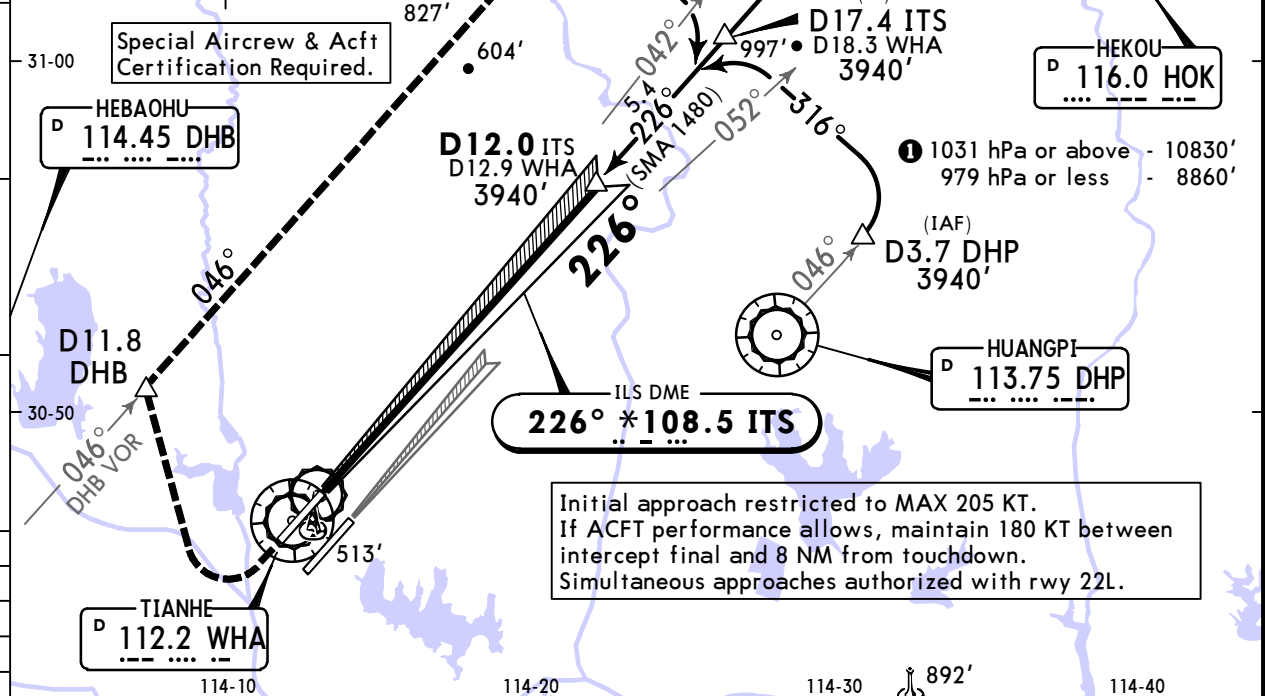 827'
Special Aircrew & Acft
Certification Required.
31-00
604'
042°
D17.4 ITS
997'
D18.3 WHA
3940'
HEKOU
D 116.0 HOK
HEBAOHU
D 114.45 DHB
5.4
226°
(SMA 1480)
052°
316°
D12.0 ITS
D12.9 WHA
3940'
1 1031 hPa or above - 10830'
979 hPa or less - 8860'
226°
(IAF)
D3.7 DHP
3940'
046°
046°
D11.8
DHB
HUANGPI
D 113.75 DHP
ILS DME
226° *108.5 ITS
30-50
046°
DHB VOR
Initial approach restricted to MAX 205 KT.
If ACFT performance allows, maintain 180 KT between
intercept final and 8 NM from touchdown.
Simultaneous approaches authorized with rwy 22L.
513'
TIANHE
D 112.2 WHA
892'
114-10
114-20
114-30
114-40